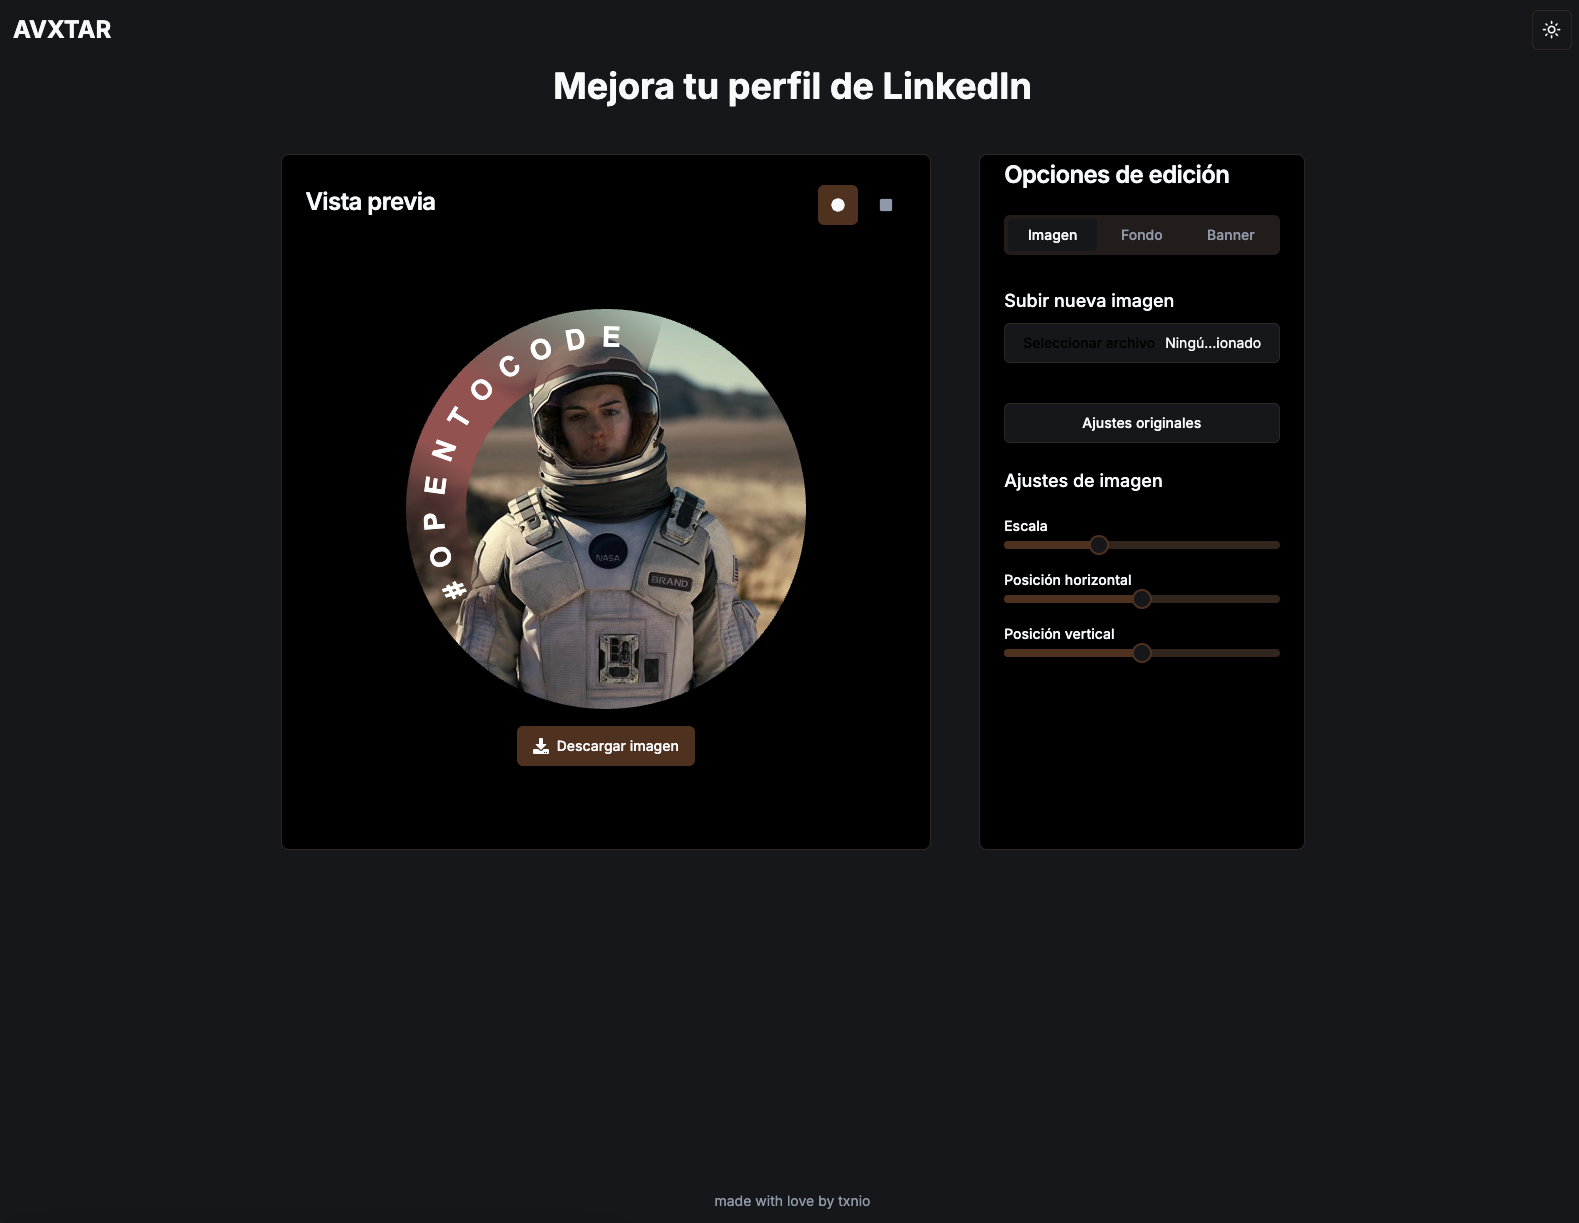 AVXTAR
Mejora tu perfil de LinkedIn
Vista previa
#OPENTOCODE
NASA
BRAND
Descargar imagen
Opciones de edición
Imagen Fondo Banner
Subir nueva imagen
Seleccionar archivo Ningú...ionado
Ajustes originales
Ajustes de imagen
Escala
Posición horizontal
Posición vertical
made with love by txnio